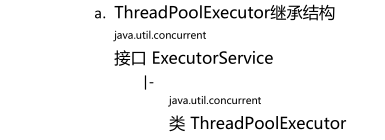 a. ThreadPoolExecutor继承结构
java.util.concurrent
接口 ExecutorService
|-
java.util.concurrent
类 ThreadPoolExecutor